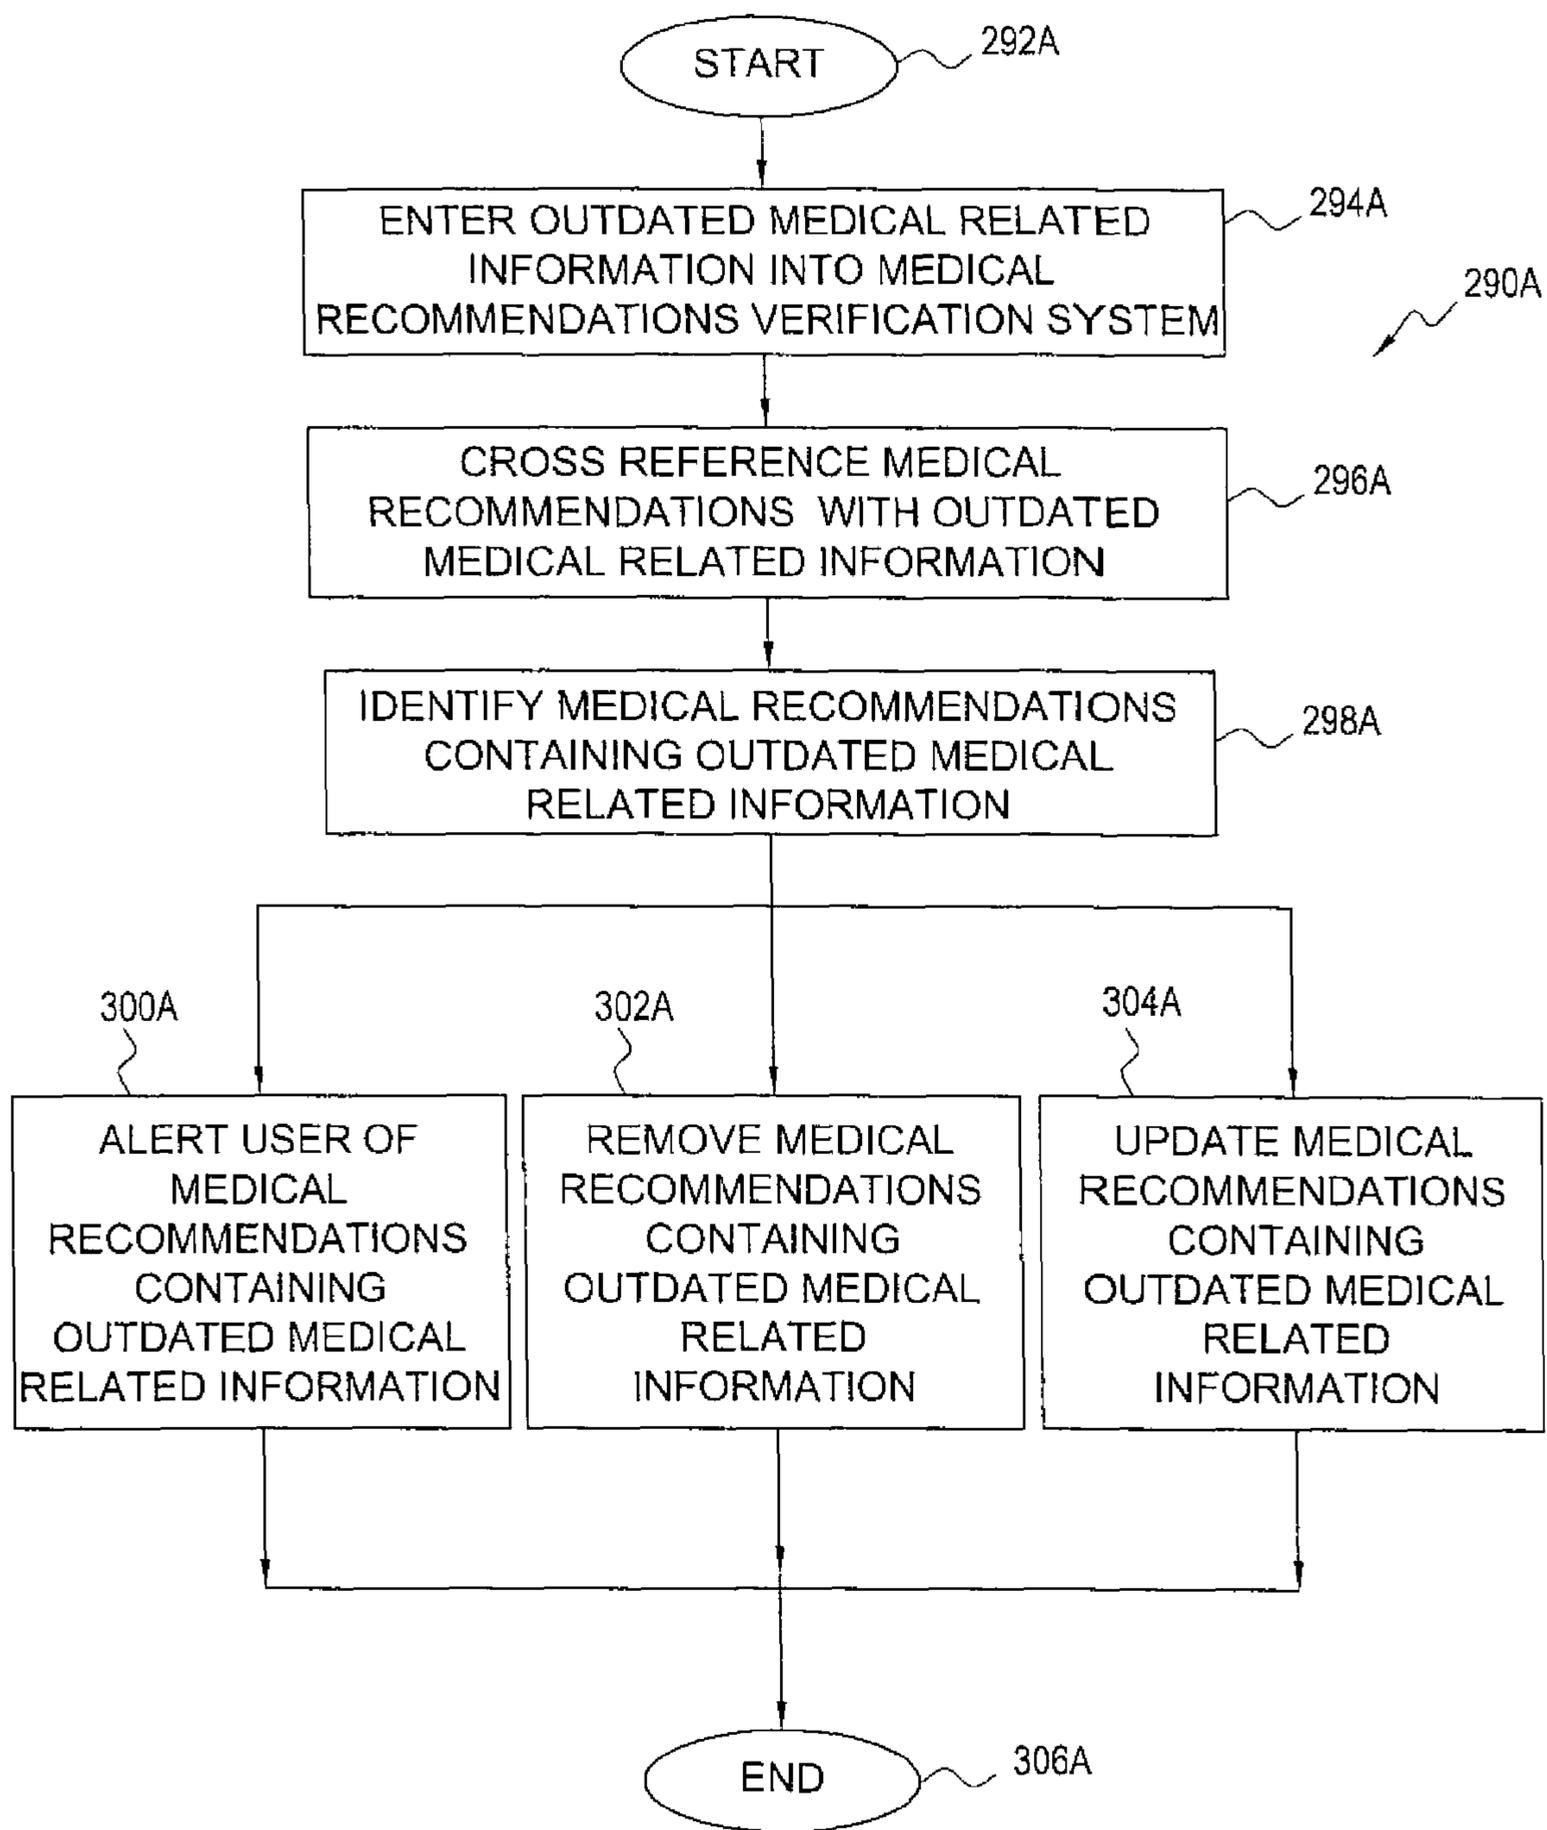 START
292A
ENTER OUTDATED MEDICAL RELATED
INFORMATION INTO MEDICAL
RECOMMENDATIONS VERIFICATION SYSTEM
294A
290A
CROSS REFERENCE MEDICAL
RECOMMENDATIONS WITH OUTDATED
MEDICAL RELATED INFORMATION
296A
IDENTIFY MEDICAL RECOMMENDATIONS
CONTAINING OUTDATED MEDICAL
RELATED INFORMATION
298A
300A
ALERT USER OF
MEDICAL
RECOMMENDATIONS
CONTAINING
OUTDATED MEDICAL
RELATED INFORMATION
302A
REMOVE MEDICAL
RECOMMENDATIONS
CONTAINING
OUTDATED MEDICAL
RELATED
INFORMATION
304A
UPDATE MEDICAL
RECOMMENDATIONS
CONTAINING
OUTDATED MEDICAL
RELATED
INFORMATION
END
306A